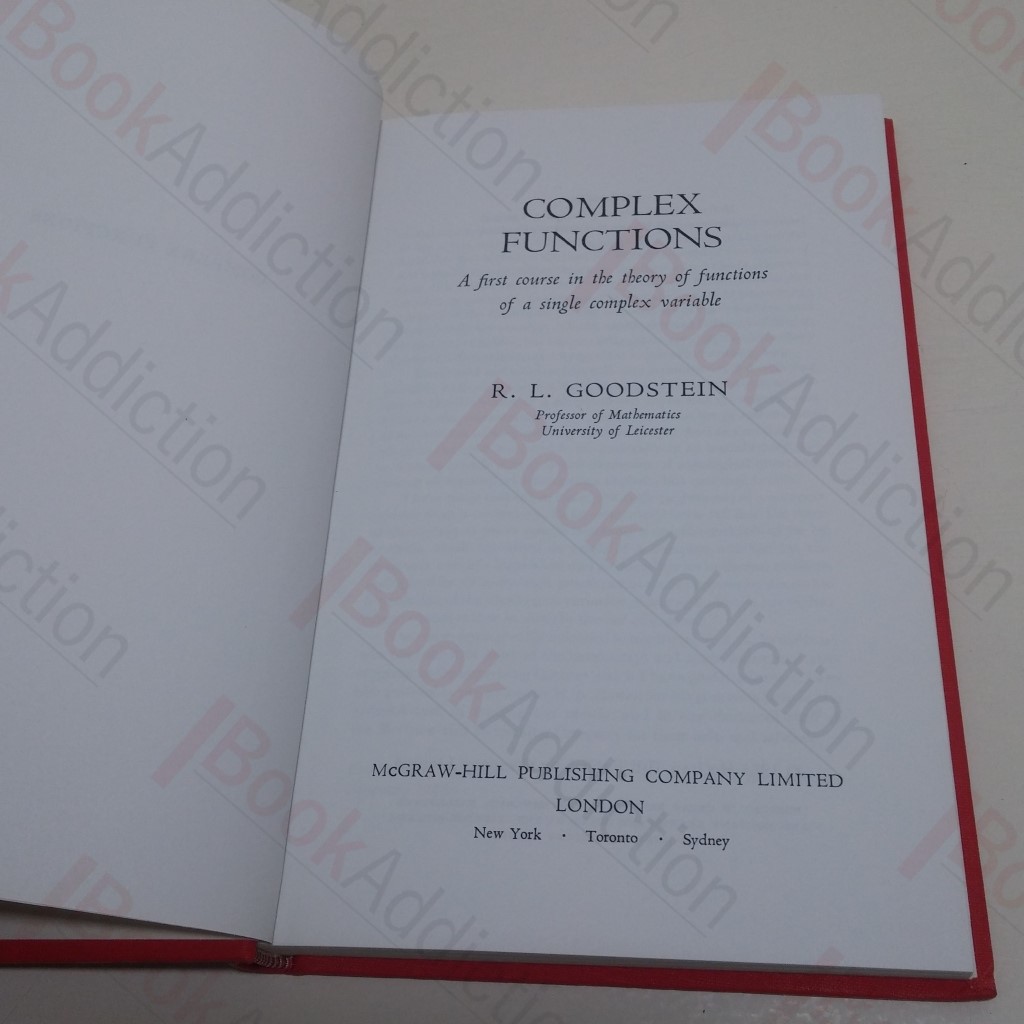 COMPLEX
FUNCTIONS
A first course in the theory of functions
of a single complex variable
R. L. GOODSTEIN
Professor of Mathematics
University of Leicester
McGRAW-HILL PUBLISHING COMPANY LIMITED
LONDON
New York · Toronto · Sydney
BookAddiction